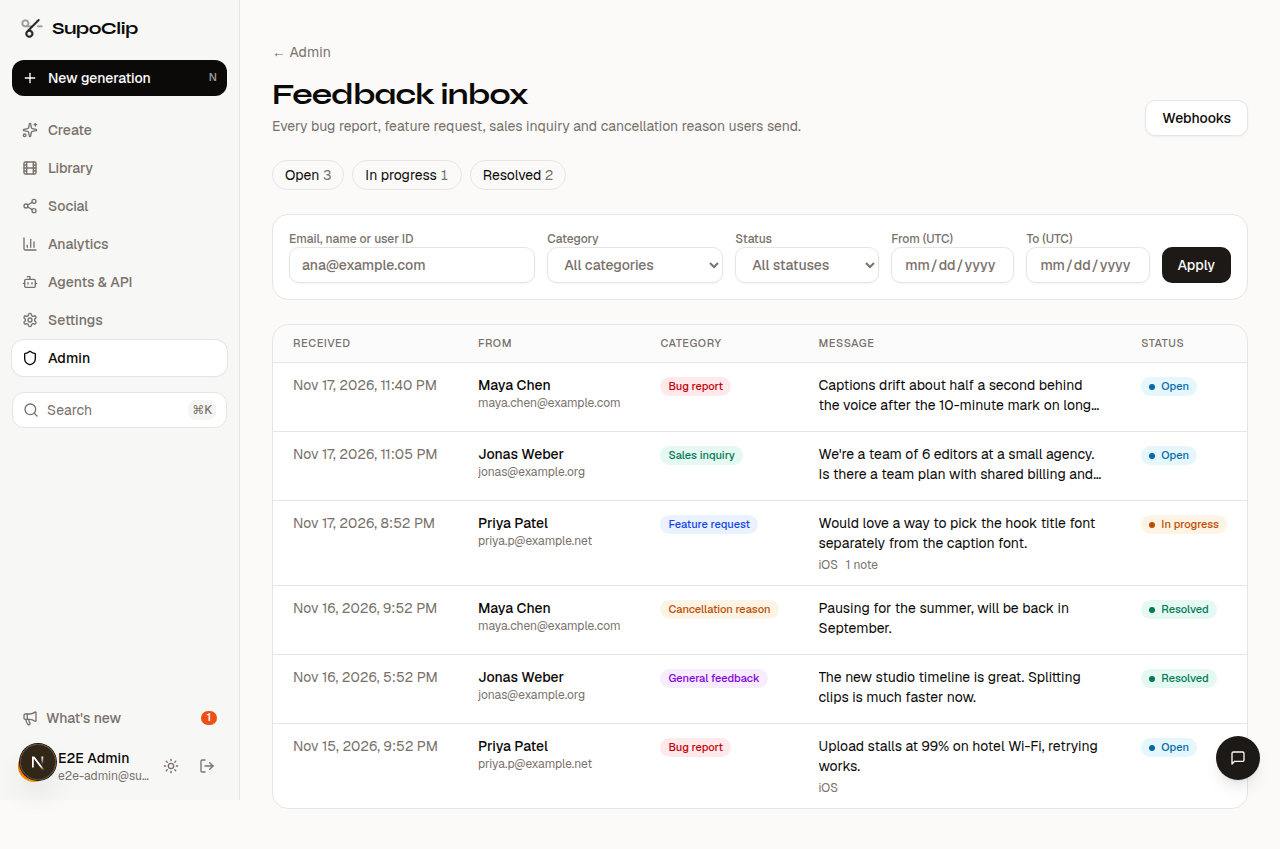 SupoClip
New generation N
Create
Library
Social
Analytics
Agents & API
Settings
Admin
Search ⌘K
What's new 1
N
E2E Admin
e2e-admin@su...
← Admin
Feedback inbox
Every bug report, feature request, sales inquiry and cancellation reason users send.
Webhooks
Open 3 In progress 1 Resolved 2
Email, name or user ID Category Status From (UTC) To (UTC)
ana@example.com All categories All statuses mm/dd/yyyy mm/dd/yyyy Apply
RECEIVED FROM CATEGORY MESSAGE STATUS
Nov 17, 2026, 11:40 PM Maya Chen Bug report Captions drift about half a second behind Open
maya.chen@example.com the voice after the 10-minute mark on long...
Nov 17, 2026, 11:05 PM Jonas Weber Sales inquiry We're a team of 6 editors at a small agency. Open
jonas@example.org Is there a team plan with shared billing and...
Nov 17, 2026, 8:52 PM Priya Patel Feature request Would love a way to pick the hook title font In progress
priya.p@example.net separately from the caption font.
iOS 1 note
Nov 16, 2026, 9:52 PM Maya Chen Cancellation reason Pausing for the summer, will be back in Resolved
maya.chen@example.com September.
Nov 16, 2026, 5:52 PM Jonas Weber General feedback The new studio timeline is great. Splitting Resolved
jonas@example.org clips is much faster now.
Nov 15, 2026, 9:52 PM Priya Patel Bug report Upload stalls at 99% on hotel Wi-Fi, retrying Open
priya.p@example.net works.
iOS